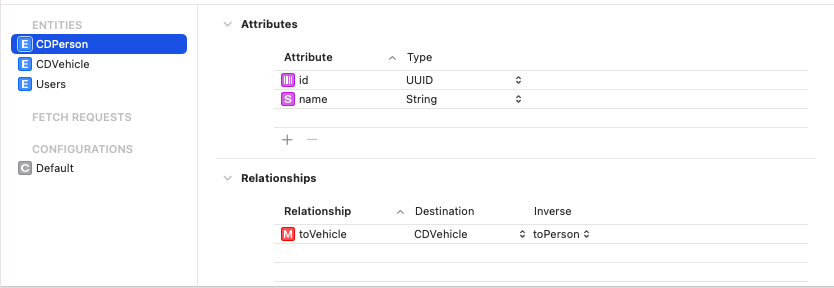 ENTITIES
E CDPerson
E CDVehicle
E Users
FETCH REQUESTS
CONFIGURATIONS
C Default
Attributes
Attribute Type
id UUID
S name String
Relationships
Relationship Destination Inverse
M toVehicle CDVehicle toPerson